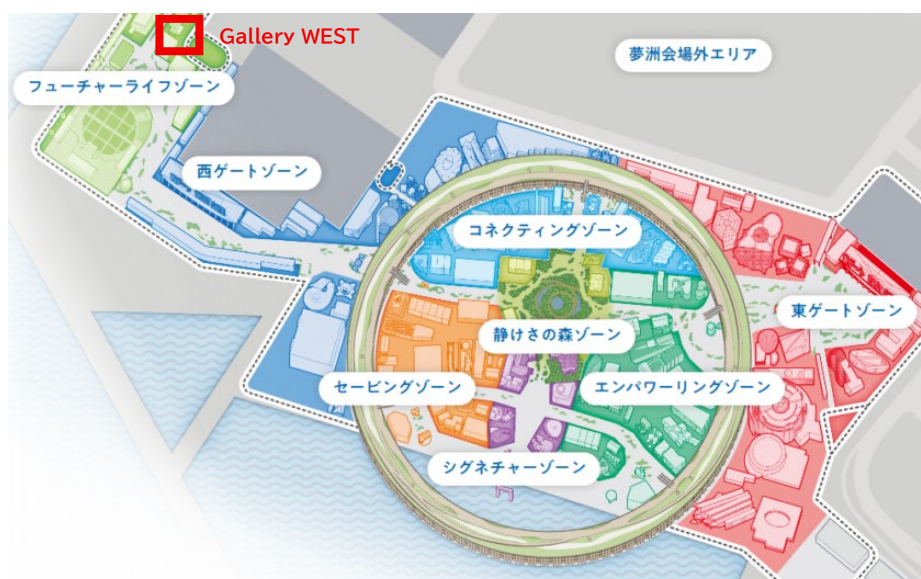 Gallery WEST
夢洲会場外エリア
フューチャーライフゾーン
西ゲートゾーン
コネクティングゾーン
東ゲートゾーン
静けさの森ゾーン
セービングゾーン
エンパワーリングゾーン
シグネチャーゾーン